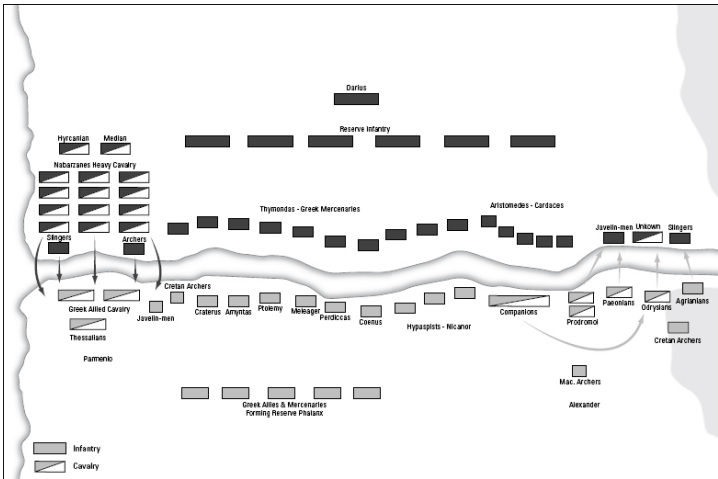 Darius
Reserve Infantry
Hyrcanian Median
Nabarzanes Heavy Cavalry
Thymondas - Greek Mercenaries
Aristomedes - Cardaces
Slingers
Archers
Javelin-men Unkown Slingers
Cretan Archers
Greek Allied Cavalry
Javelin-men
Thessalians
Parmenio
Craterus Amyntas Ptolemy Meleager Perdiccas Coenus
Hypaspists - Nicanor
Companions
Prodromoi
Paeonians
Odrysians
Agrianians
Cretan Archers
Mac. Archers
Alexander
Greek Allies & Mercenaries
Forming Reserve Phalanx
Infantry
Cavalry